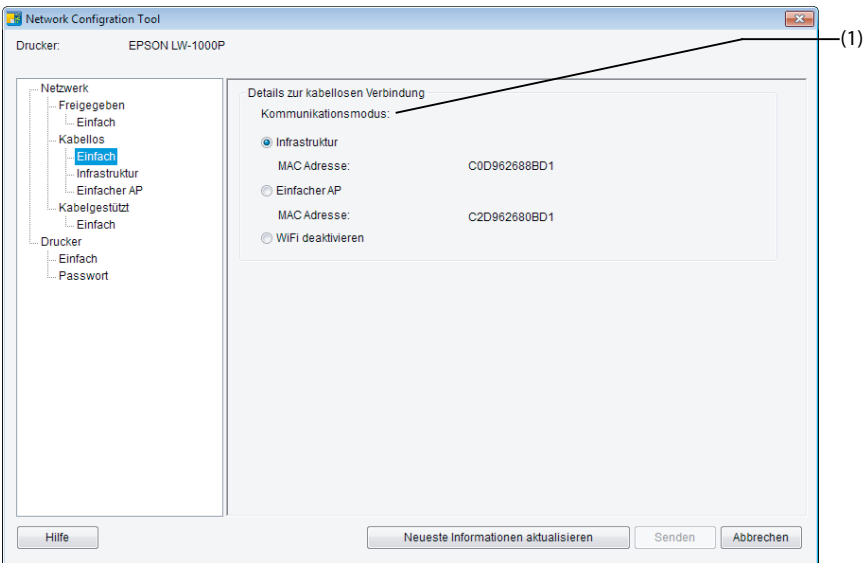 Network Configration Tool
Drucker: EPSON LW-1000P
(1)
Netzwerk
Freigegeben
Einfach
Kabellos
Einfach
Infrastruktur
Einfacher AP
Kabelgestützt
Einfach
Drucker
Einfach
Passwort
Details zur kabellosen Verbindung
Kommunikationsmodus:
Infrastruktur
MAC Adresse: C0D962688BD1
Einfacher AP
MAC Adresse: C2D962680BD1
WiFi deaktivieren
Hilfe
Neueste Informationen aktualisieren
Senden
Abbrechen